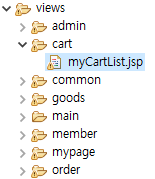 views
admin
cart
myCartList.jsp
common
goods
main
member
mypage
order